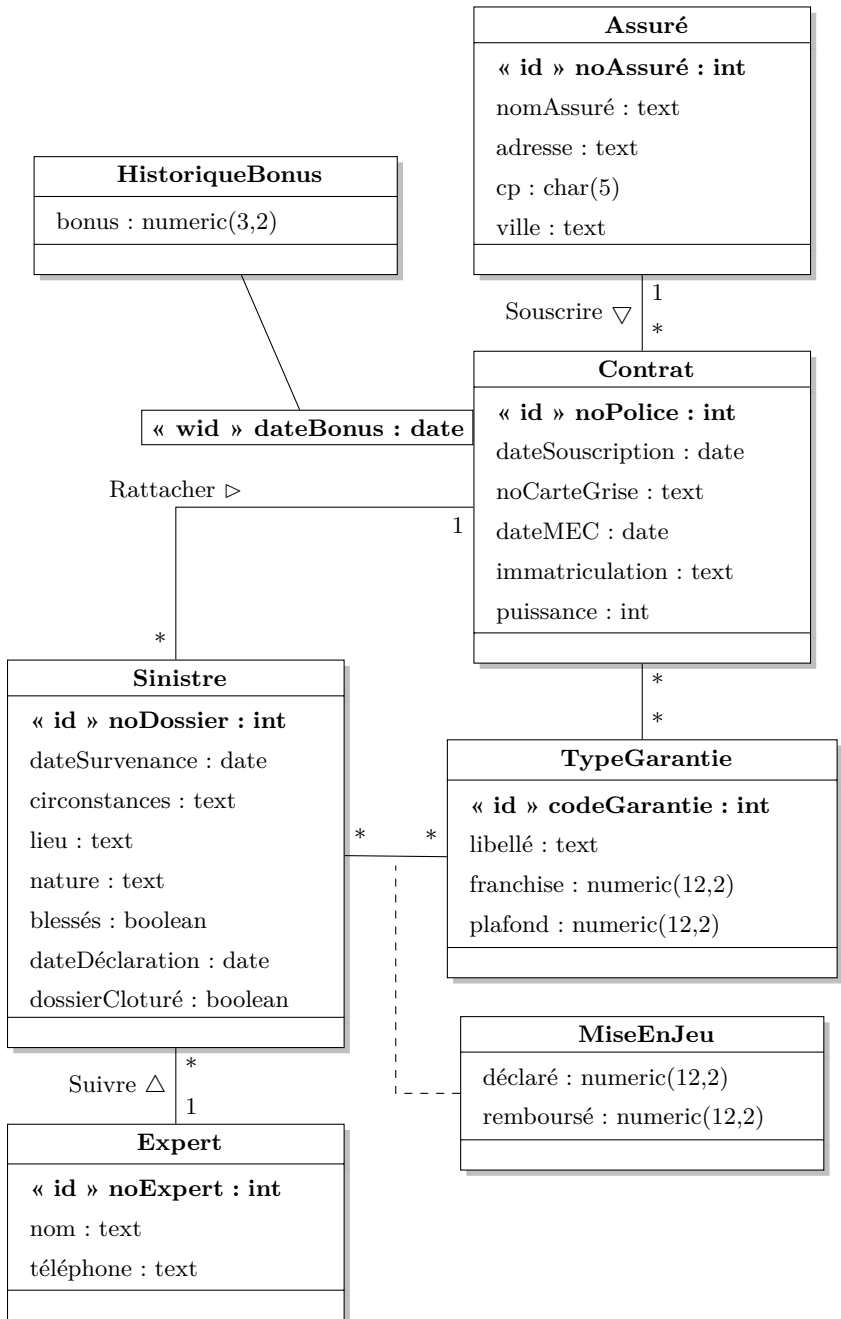 Assuré
« id » noAssuré : int
nomAssuré : text
adresse : text
cp : char(5)
ville : text
HistoriqueBonus
bonus : numeric(3,2)
1
Souscrire ▽
*
Contrat
« id » noPolice : int
dateSouscription : date
noCarteGrise : text
dateMEC : date
immatriculation : text
puissance : int
« wid » dateBonus : date
Rattacher ▷
1
*
Sinistre
« id » noDossier : int
dateSurvenance : date
circonstances : text
lieu : text
nature : text
blessés : boolean
dateDéclaration : date
dossierCloturé : boolean
*
*
TypeGarantie
« id » codeGarantie : int
libellé : text
franchise : numeric(12,2)
plafond : numeric(12,2)
* *
MiseEnJeu
déclaré : numeric(12,2)
remboursé : numeric(12,2)
*
Suivre △
1
Expert
« id » noExpert : int
nom : text
téléphone : text